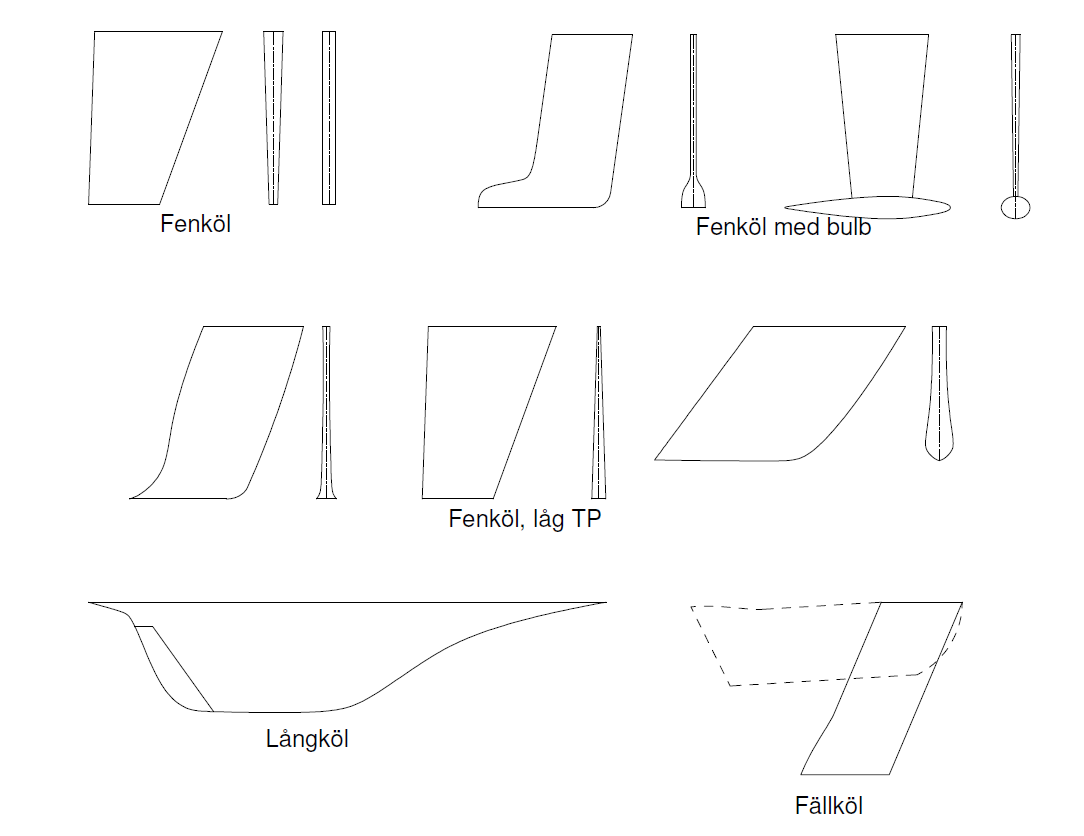 Fenköl
Fenköl med bulb
Fenköl, låg TP
Långköl
Fällköl